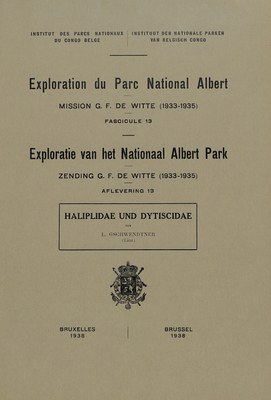 INSTITUT DES PARCS NATIONAUX
DU CONGO BELGE
INSTITUUT DER NATIONALE PARKEN
VAN BELGISCH CONGO
Exploration du Parc National Albert
MISSION G. F. DE WITTE (1933-1935)
FASCICULE 13
Exploratie van het Nationaal Albert Park
ZENDING G. F. DE WITTE (1933-1935)
AFLEVERING 13
HALIPLIDAE UND DYTISCIDAE
L. GSCHWENDTNER
BRUXELLES
1938
BRUSSEL
1938